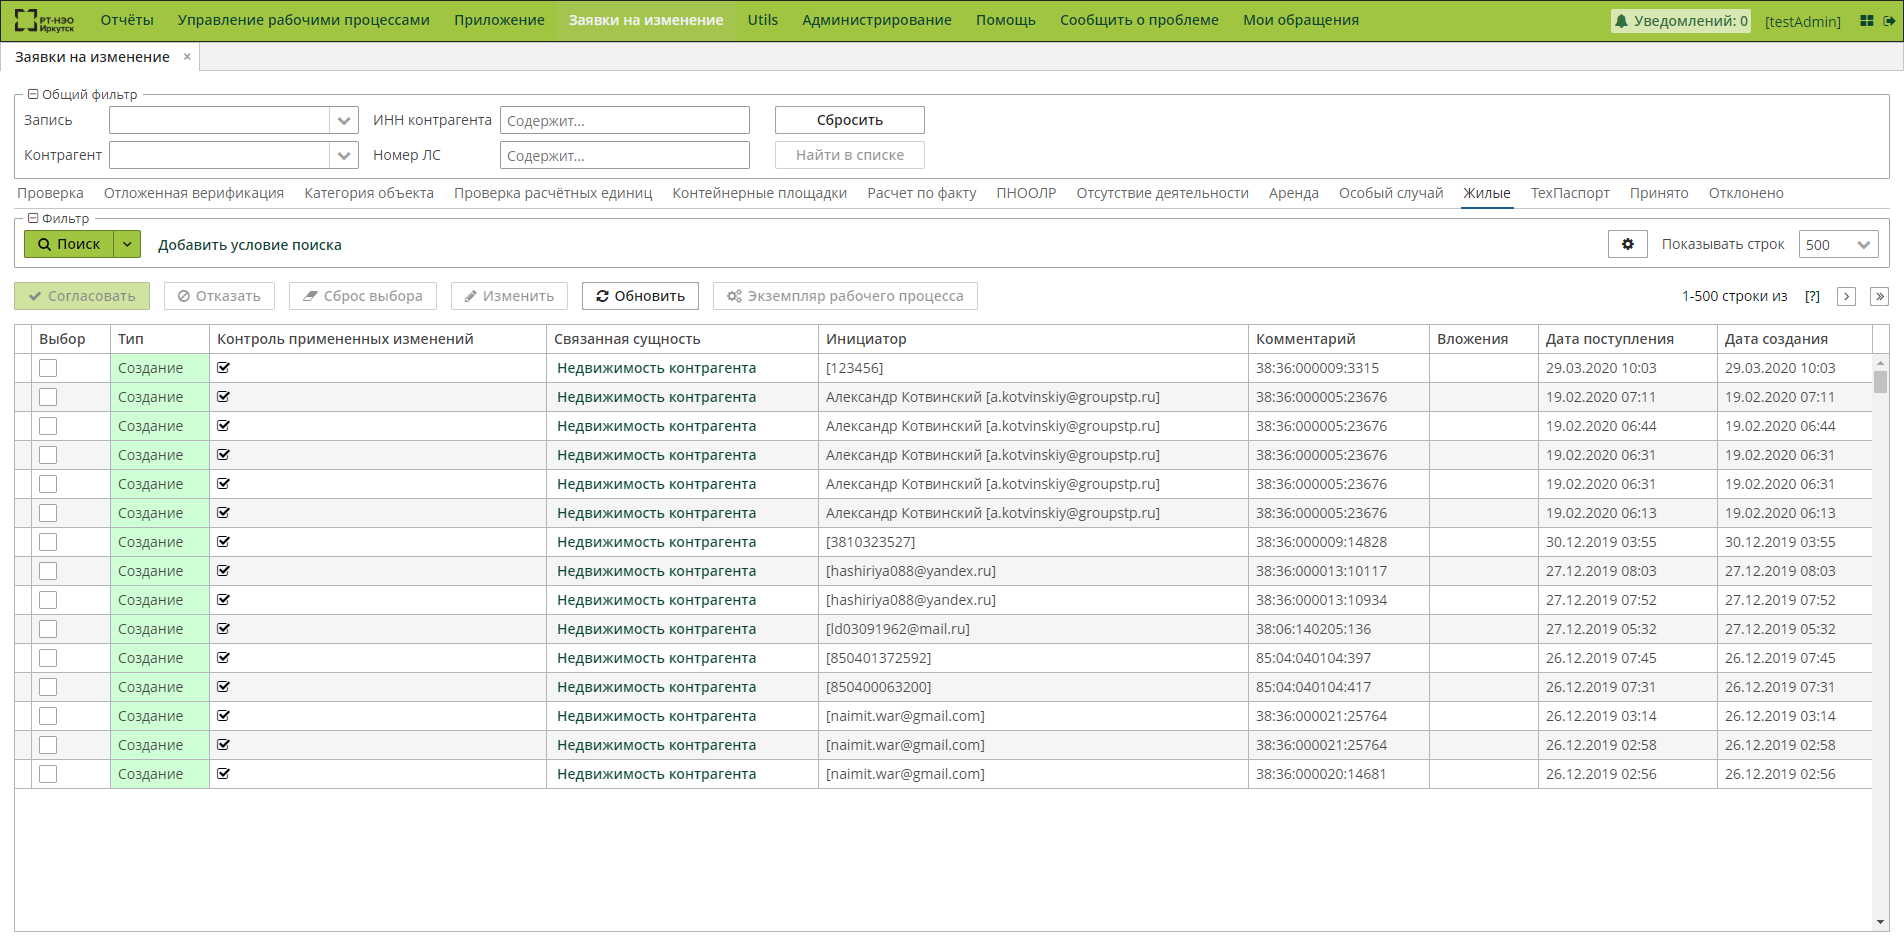 РТ-НЭО Иркутск Отчёты Управление рабочими процессами Приложение Заявки на изменение Utils Администрирование Помощь Сообщить о проблеме Мои обращения Уведомлений: 0 [testAdmin]
Заявки на изменение ×
Общий фильтр
Запись ИНН контрагента Содержит... Сбросить
Контрагент Номер ЛС Содержит... Найти в списке
Проверка Отложенная верификация Категория объекта Проверка расчётных единиц Контейнерные площадки Расчет по факту ПНООЛР Отсутствие деятельности Аренда Особый случай Жилые ТехПаспорт Принято Отклонено
Фильтр
Поиск Добавить условие поиска Показывать строк 500
Согласовать Отказать Сброс выбора Изменить Обновить Экземпляр рабочего процесса 1-500 строки из [?]
Выбор Тип Контроль примененных изменений Связанная сущность Инициатор Комментарий Вложения Дата поступления Дата создания
Создание Недвижимость контрагента [123456] 38:36:000009:3315 29.03.2020 10:03 29.03.2020 10:03
Создание Недвижимость контрагента Александр Котвинский [a.kotvinskiy@groupstp.ru] 38:36:000005:23676 19.02.2020 07:11 19.02.2020 07:11
Создание Недвижимость контрагента Александр Котвинский [a.kotvinskiy@groupstp.ru] 38:36:000005:23676 19.02.2020 06:44 19.02.2020 06:44
Создание Недвижимость контрагента Александр Котвинский [a.kotvinskiy@groupstp.ru] 38:36:000005:23676 19.02.2020 06:31 19.02.2020 06:31
Создание Недвижимость контрагента Александр Котвинский [a.kotvinskiy@groupstp.ru] 38:36:000005:23676 19.02.2020 06:31 19.02.2020 06:31
Создание Недвижимость контрагента Александр Котвинский [a.kotvinskiy@groupstp.ru] 38:36:000005:23676 19.02.2020 06:13 19.02.2020 06:13
Создание Недвижимость контрагента [3810323527] 38:36:000009:14828 30.12.2019 03:55 30.12.2019 03:55
Создание Недвижимость контрагента [hashiriya088@yandex.ru] 38:36:000013:10117 27.12.2019 08:03 27.12.2019 08:03
Создание Недвижимость контрагента [hashiriya088@yandex.ru] 38:36:000013:10934 27.12.2019 07:52 27.12.2019 07:52
Создание Недвижимость контрагента [ld03091962@mail.ru] 38:06:140205:136 27.12.2019 05:32 27.12.2019 05:32
Создание Недвижимость контрагента [850401372592] 85:04:040104:397 26.12.2019 07:45 26.12.2019 07:45
Создание Недвижимость контрагента [850400063200] 85:04:040104:417 26.12.2019 07:31 26.12.2019 07:31
Создание Недвижимость контрагента [naimit.war@gmail.com] 38:36:000021:25764 26.12.2019 03:14 26.12.2019 03:14
Создание Недвижимость контрагента [naimit.war@gmail.com] 38:36:000021:25764 26.12.2019 02:58 26.12.2019 02:58
Создание Недвижимость контрагента [naimit.war@gmail.com] 38:36:000020:14681 26.12.2019 02:56 26.12.2019 02:56